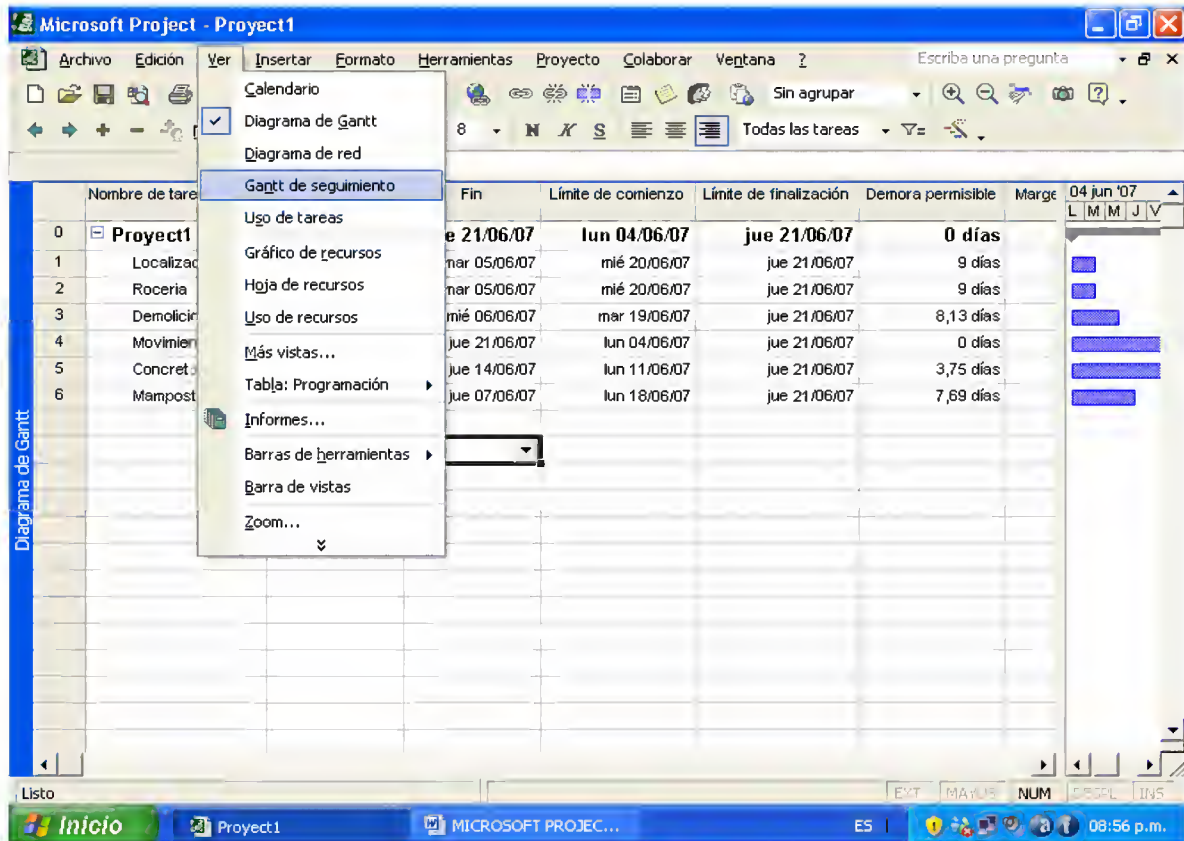 Microsoft Project - Proyect1
Archivo Edición Ver Insertar Formato Herramientas Proyecto Colaborar Ventana ? Escriba una pregunta
Sin agrupar
8 N K S Todas las tareas
Calendario
Diagrama de Gantt
Diagrama de red
Gantt de seguimiento
Uso de tareas
Gráfico de recursos
Hoja de recursos
Uso de recursos
Más vistas...
Tabla: Programación
Informes...
Barras de herramientas
Barra de vistas
Zoom...
Nombre de tare Fin Límite de comienzo Límite de finalización Demora permisible Marge 04 jun '07
L M M J V
0 Proyect1 e 21/06/07 lun 04/06/07 jue 21/06/07 0 días
1 Localizac mar 05/06/07 mié 20/06/07 jue 21/06/07 9 días
2 Roceria mar 05/06/07 mié 20/06/07 jue 21/06/07 9 días
3 Demolici mié 06/06/07 mar 19/06/07 jue 21/06/07 8,13 días
4 Movimien jue 21/06/07 lun 04/06/07 jue 21/06/07 0 días
5 Concret jue 14/06/07 lun 11/06/07 jue 21/06/07 3,75 días
6 Mampost jue 07/06/07 lun 18/06/07 jue 21/06/07 7,69 días
Diagrama de Gantt
Listo EXT MAYÚS NUM DESPL INS
Inicio Proyect1 MICROSOFT PROJEC... ES 08:56 p.m.